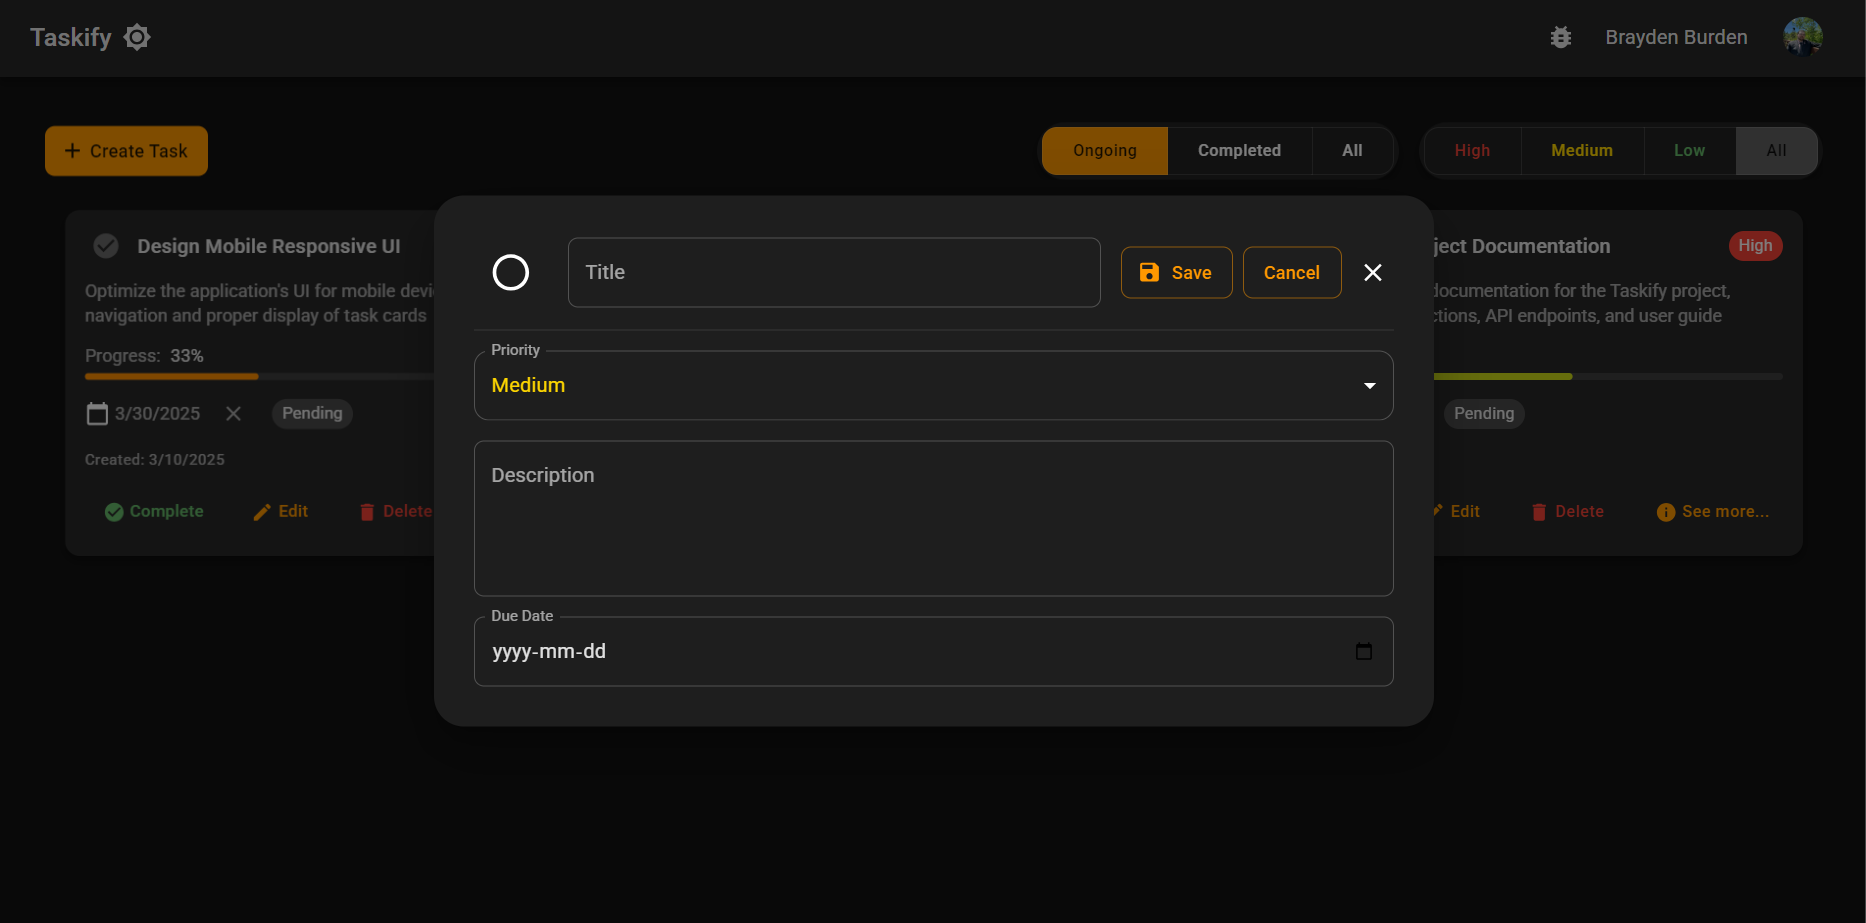 Taskify
Brayden Burden
Create Task
Ongoing
Completed
All
High
Medium
Low
All
Design Mobile Responsive UI
Optimize the application's UI for mobile
navigation and proper display of task cards
Progress: 33%
3/30/2025
Pending
Created: 3/10/2025
Complete
Edit
Delete
Title
Save
Cancel
Priority
Medium
Description
Due Date
yyyy-mm-dd
Documentation
High
documentation for the Taskify project,
API endpoints, and user guide
Pending
Edit
Delete
See more...